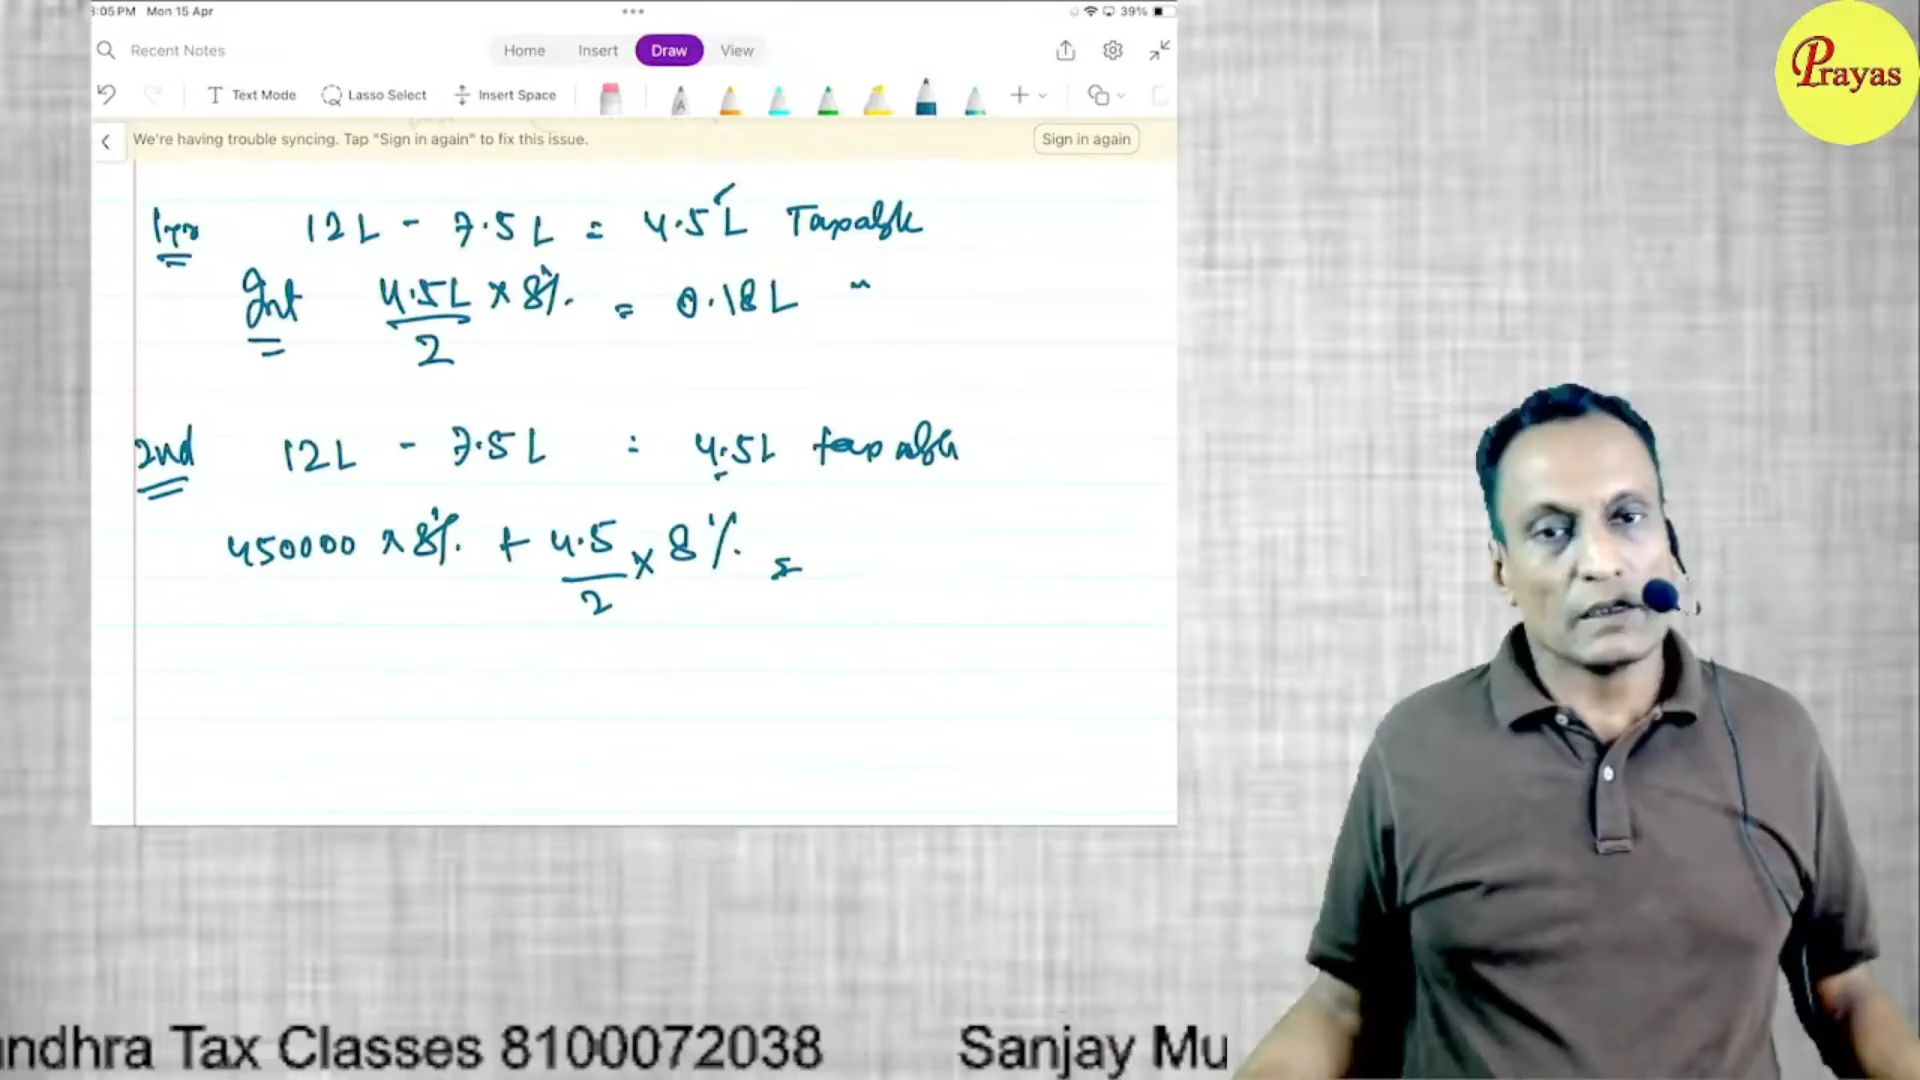 3:05 PM Mon 15 Apr
39%
Recent Notes
Home Insert Draw View
Text Mode Lasso Select Insert Space
We're having trouble syncing. Tap "Sign in again" to fix this issue.
Sign in again
Prayas
1yr 12L - 7.5L = 4.5L Taxable
Int 4.5L/2 × 8% = 0.18L "
2nd 12L - 7.5L = 4.5L taxable
450000 × 8% + 4.5/2 × 8% =
ndhra Tax Classes 8100072038 Sanjay Mu